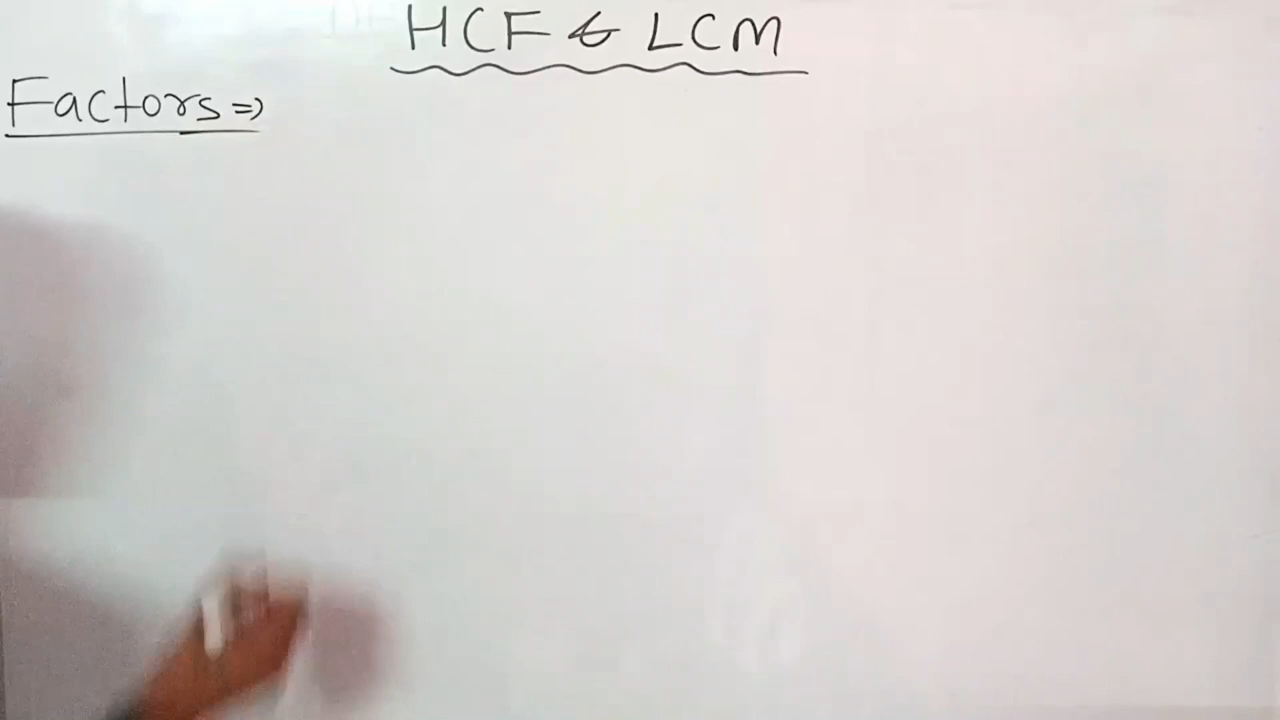 HCF & LCM
Factors ⇒